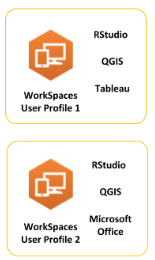 RStudio
QGIS
Tableau
WorkSpaces
User Profile 1
RStudio
QGIS
Microsoft
Office
WorkSpaces
User Profile 2